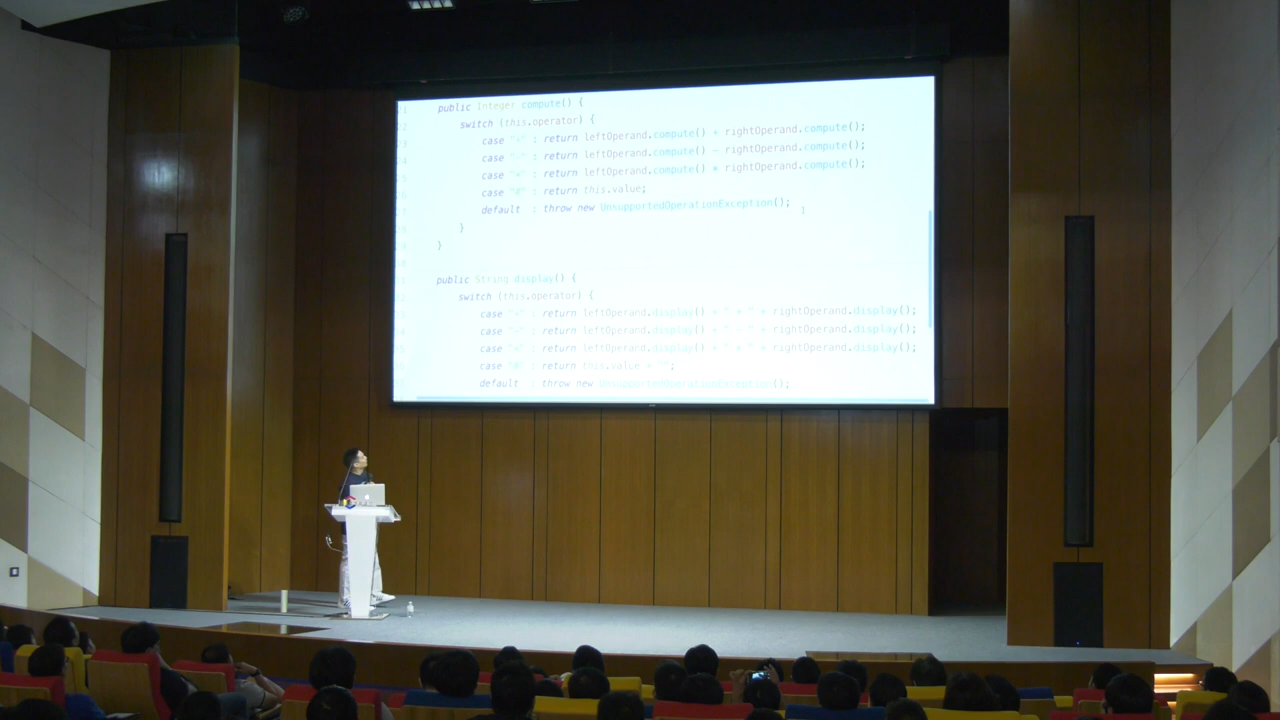 public Integer compute() {
switch (this.operator) {
case "+" : return leftOperand.compute() + rightOperand.compute();
case "-" : return leftOperand.compute() - rightOperand.compute();
case "*" : return leftOperand.compute() * rightOperand.compute();
case "#" : return this.value;
default : throw new UnsupportedOperationException();
}
}
public String display() {
switch (this.operator) {
case "+" : return leftOperand.display() + " + " + rightOperand.display();
case "-" : return leftOperand.display() + " - " + rightOperand.display();
case "*" : return leftOperand.display() + " * " + rightOperand.display();
case "#" : return this.value + "";
default : throw new UnsupportedOperationException();